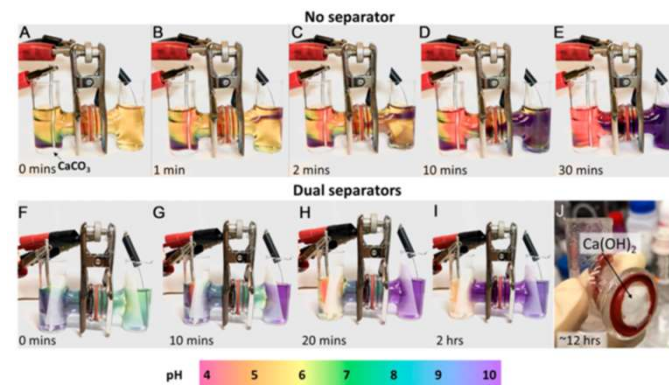 No separator
A B C D E
0 mins CaCO₃ 1 min 2 mins 10 mins 30 mins
Dual separators
F G H I J
Ca(OH)₂
0 mins 10 mins 20 mins 2 hrs ~12 hrs
pH 4 5 6 7 8 9 10